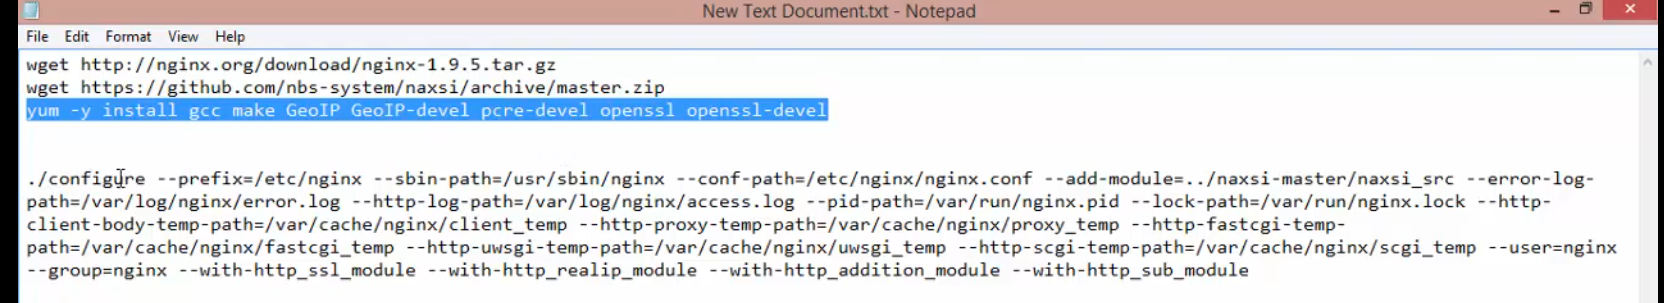 New Text Document.txt - Notepad
File Edit Format View Help
wget http://nginx.org/download/nginx-1.9.5.tar.gz
wget https://github.com/nbs-system/naxsi/archive/master.zip
yum -y install gcc make GeoIP GeoIP-devel pcre-devel openssl openssl-devel
./configure --prefix=/etc/nginx --sbin-path=/usr/sbin/nginx --conf-path=/etc/nginx/nginx.conf --add-module=../naxsi-master/naxsi_src --error-log-
path=/var/log/nginx/error.log --http-log-path=/var/log/nginx/access.log --pid-path=/var/run/nginx.pid --lock-path=/var/run/nginx.lock --http-
client-body-temp-path=/var/cache/nginx/client_temp --http-proxy-temp-path=/var/cache/nginx/proxy_temp --http-fastcgi-temp-
path=/var/cache/nginx/fastcgi_temp --http-uwsgi-temp-path=/var/cache/nginx/uwsgi_temp --http-scgi-temp-path=/var/cache/nginx/scgi_temp --user=nginx
--group=nginx --with-http_ssl_module --with-http_realip_module --with-http_addition_module --with-http_sub_module